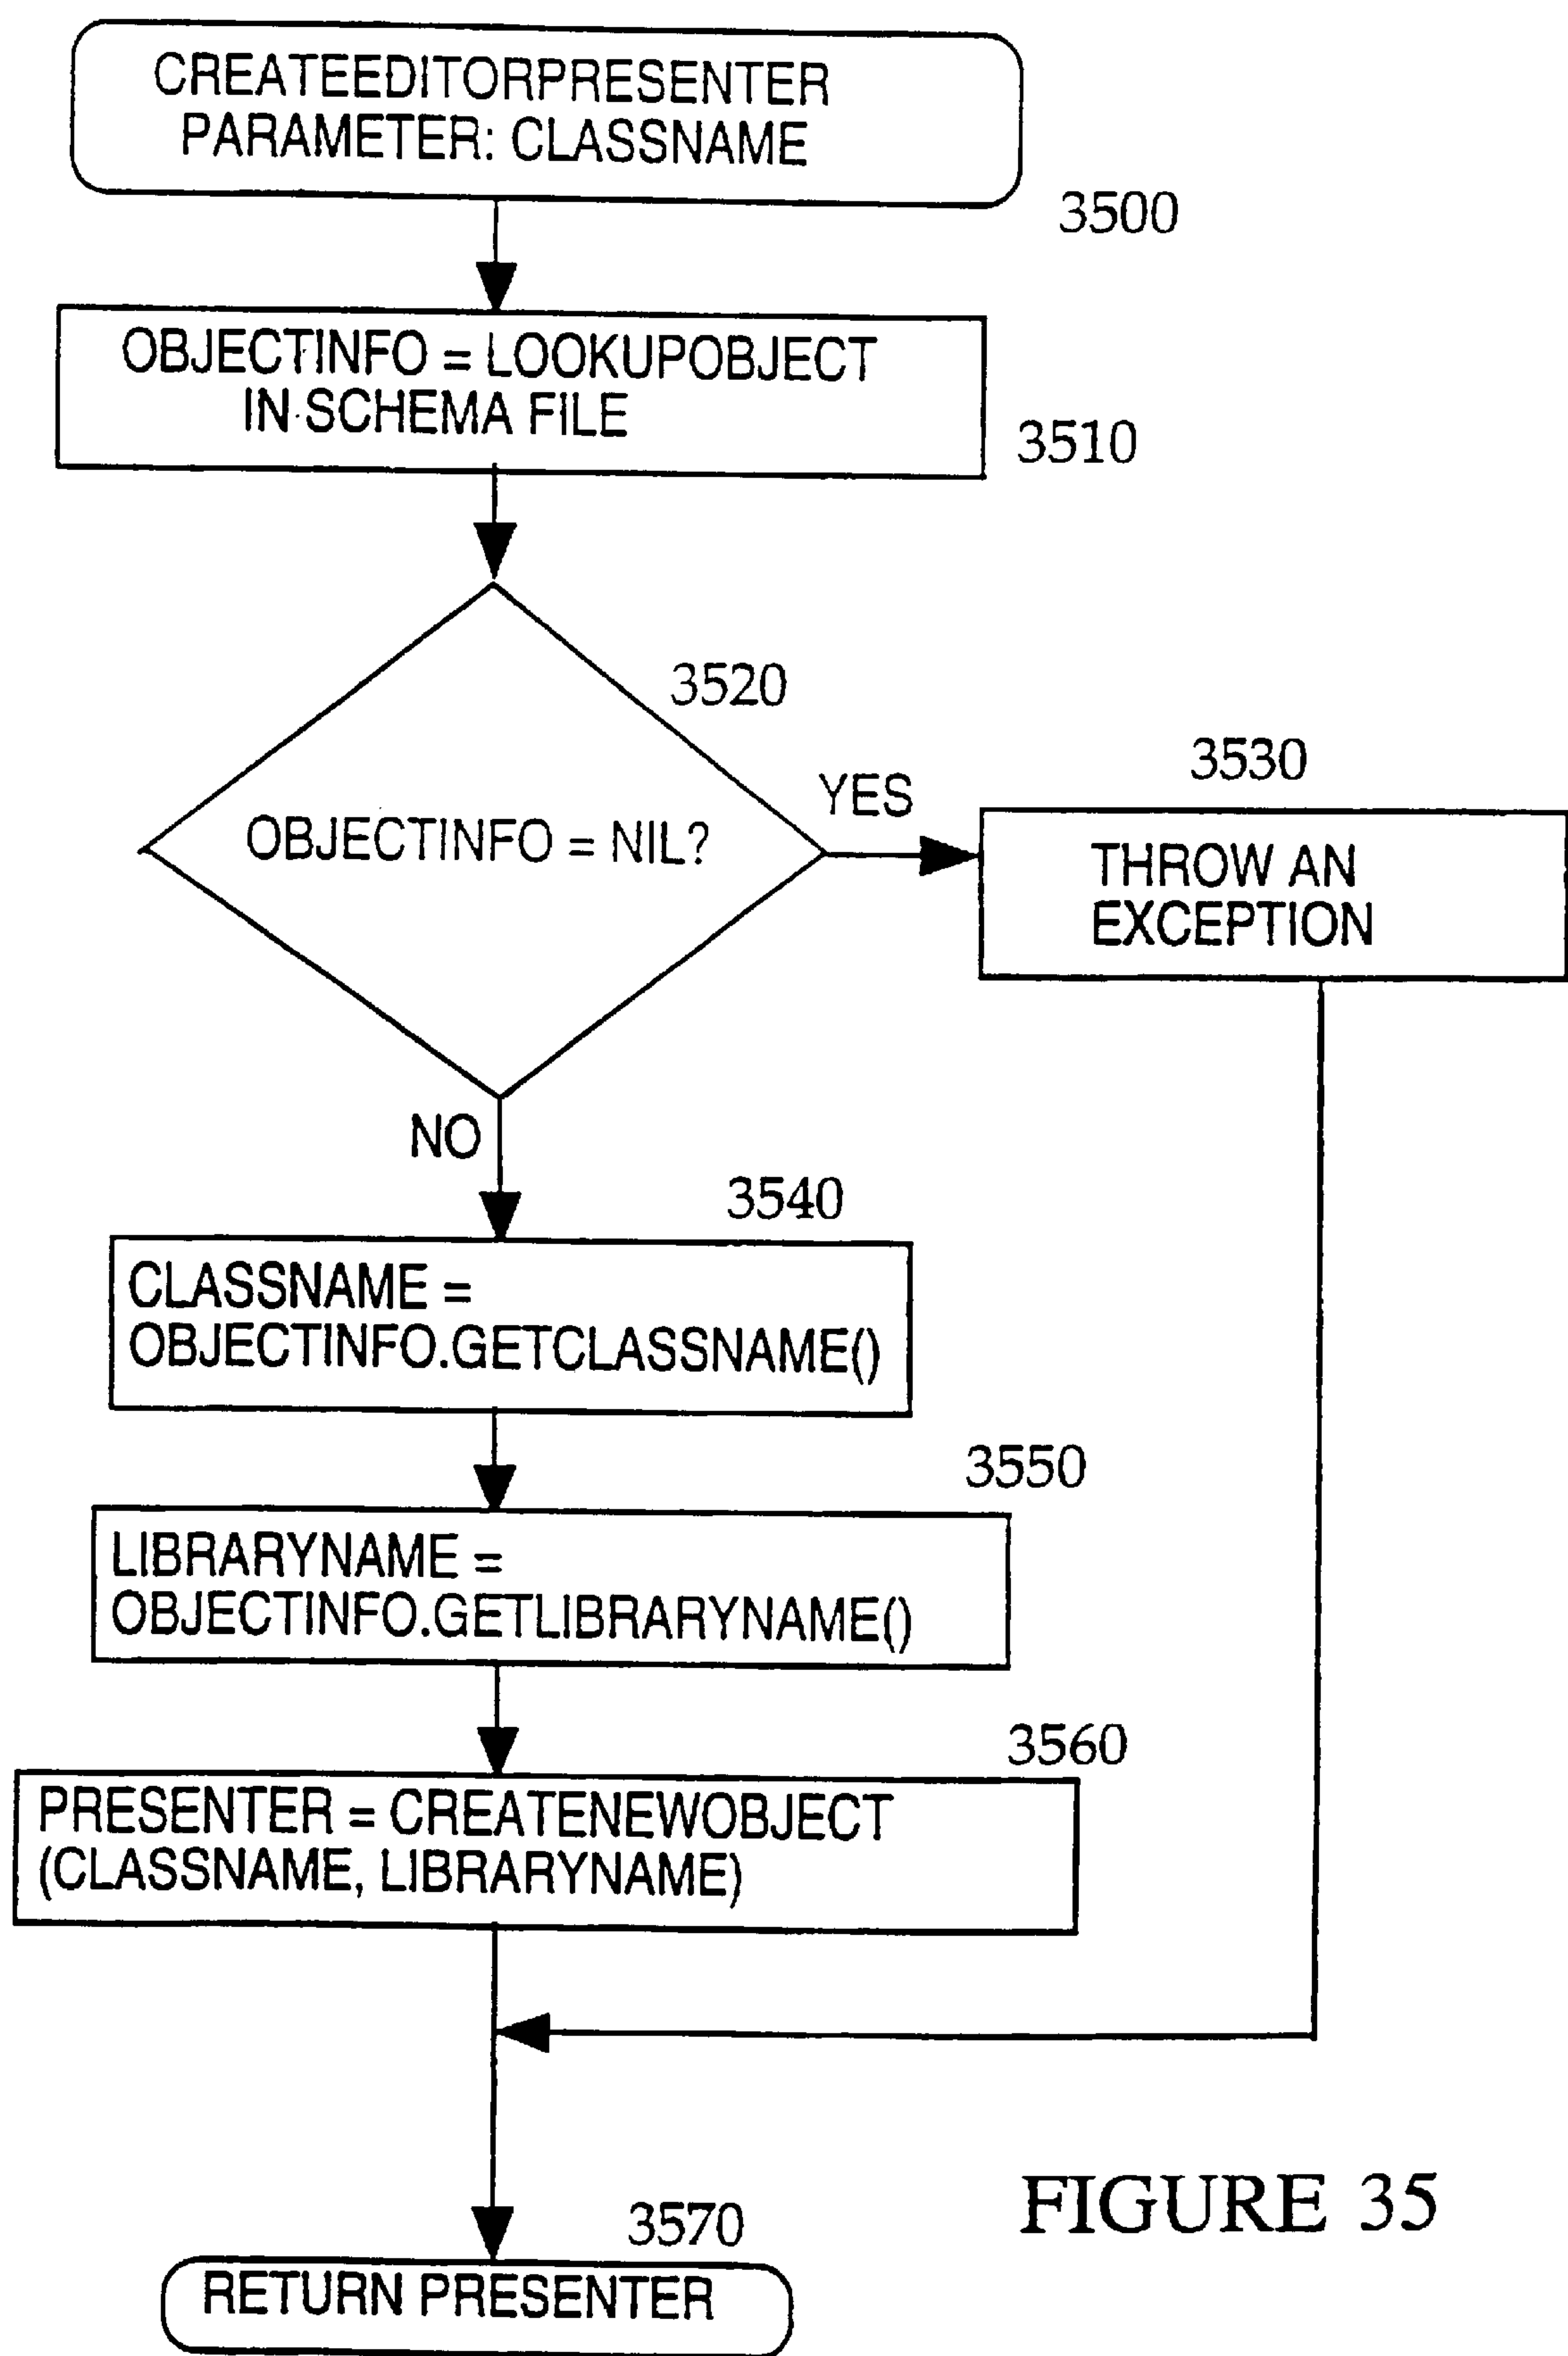 CREATEEDITORPRESENTER
PARAMETER: CLASSNAME
3500
OBJECTINFO = LOOKUPOBJECT
IN SCHEMA FILE
3510
3520
OBJECTINFO = NIL?
YES
3530
THROW AN
EXCEPTION
NO
3540
CLASSNAME =
OBJECTINFO.GETCLASSNAME()
3550
LIBRARYNAME =
OBJECTINFO.GETLIBRARYNAME()
3560
PRESENTER = CREATENEWOBJECT
(CLASSNAME, LIBRARYNAME)
3570
RETURN PRESENTER
FIGURE 35